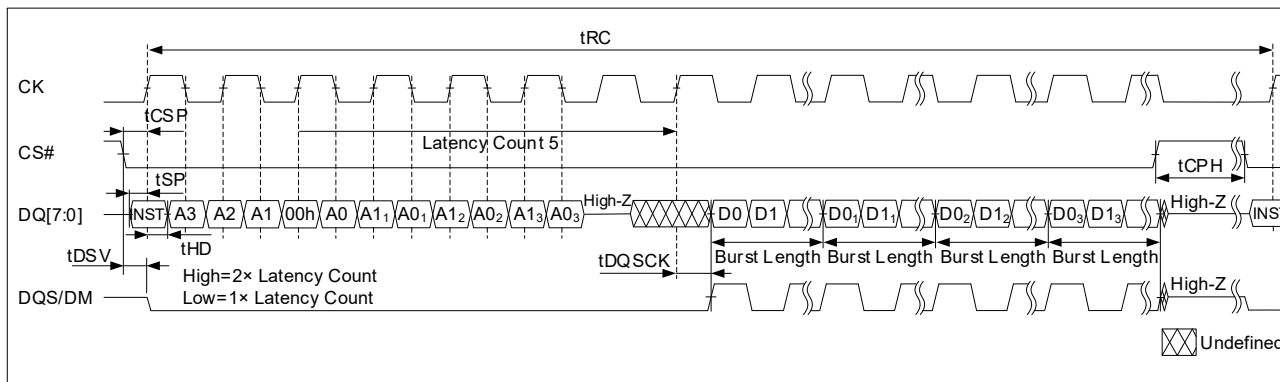 tRC
CK
tCSP
Latency Count 5
CS#
tCPH
tSP
High-Z
High-Z
DQ[7:0]
INST A3 A2 A1 00h A0 A1₁ A0₁ A1₂ A0₂ A1₃ A0₃ D0 D1 D0₁ D1₁ D0₂ D1₂ D0₃ D1₃ INST
tHD
tDSV
tDQSCK
Burst Length Burst Length Burst Length Burst Length
High=2× Latency Count
Low=1× Latency Count
High-Z
DQS/DM
Undefined